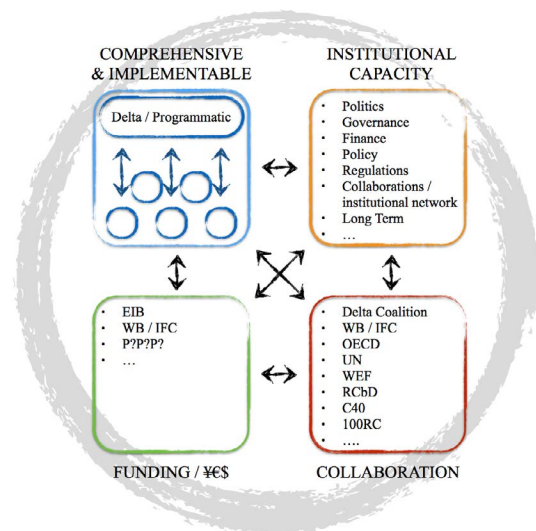 COMPREHENSIVE
& IMPLEMENTABLE
Delta / Programmatic
INSTITUTIONAL
CAPACITY
• Politics
• Governance
• Finance
• Policy
• Regulations
• Collaborations /
institutional network
• Long Term
• …
• EIB
• WB / IFC
• P?P?P?
• …
FUNDING / ¥€$
• Delta Coalition
• WB / IFC
• OECD
• UN
• WEF
• RCbD
• C40
• 100RC
• ….
COLLABORATION